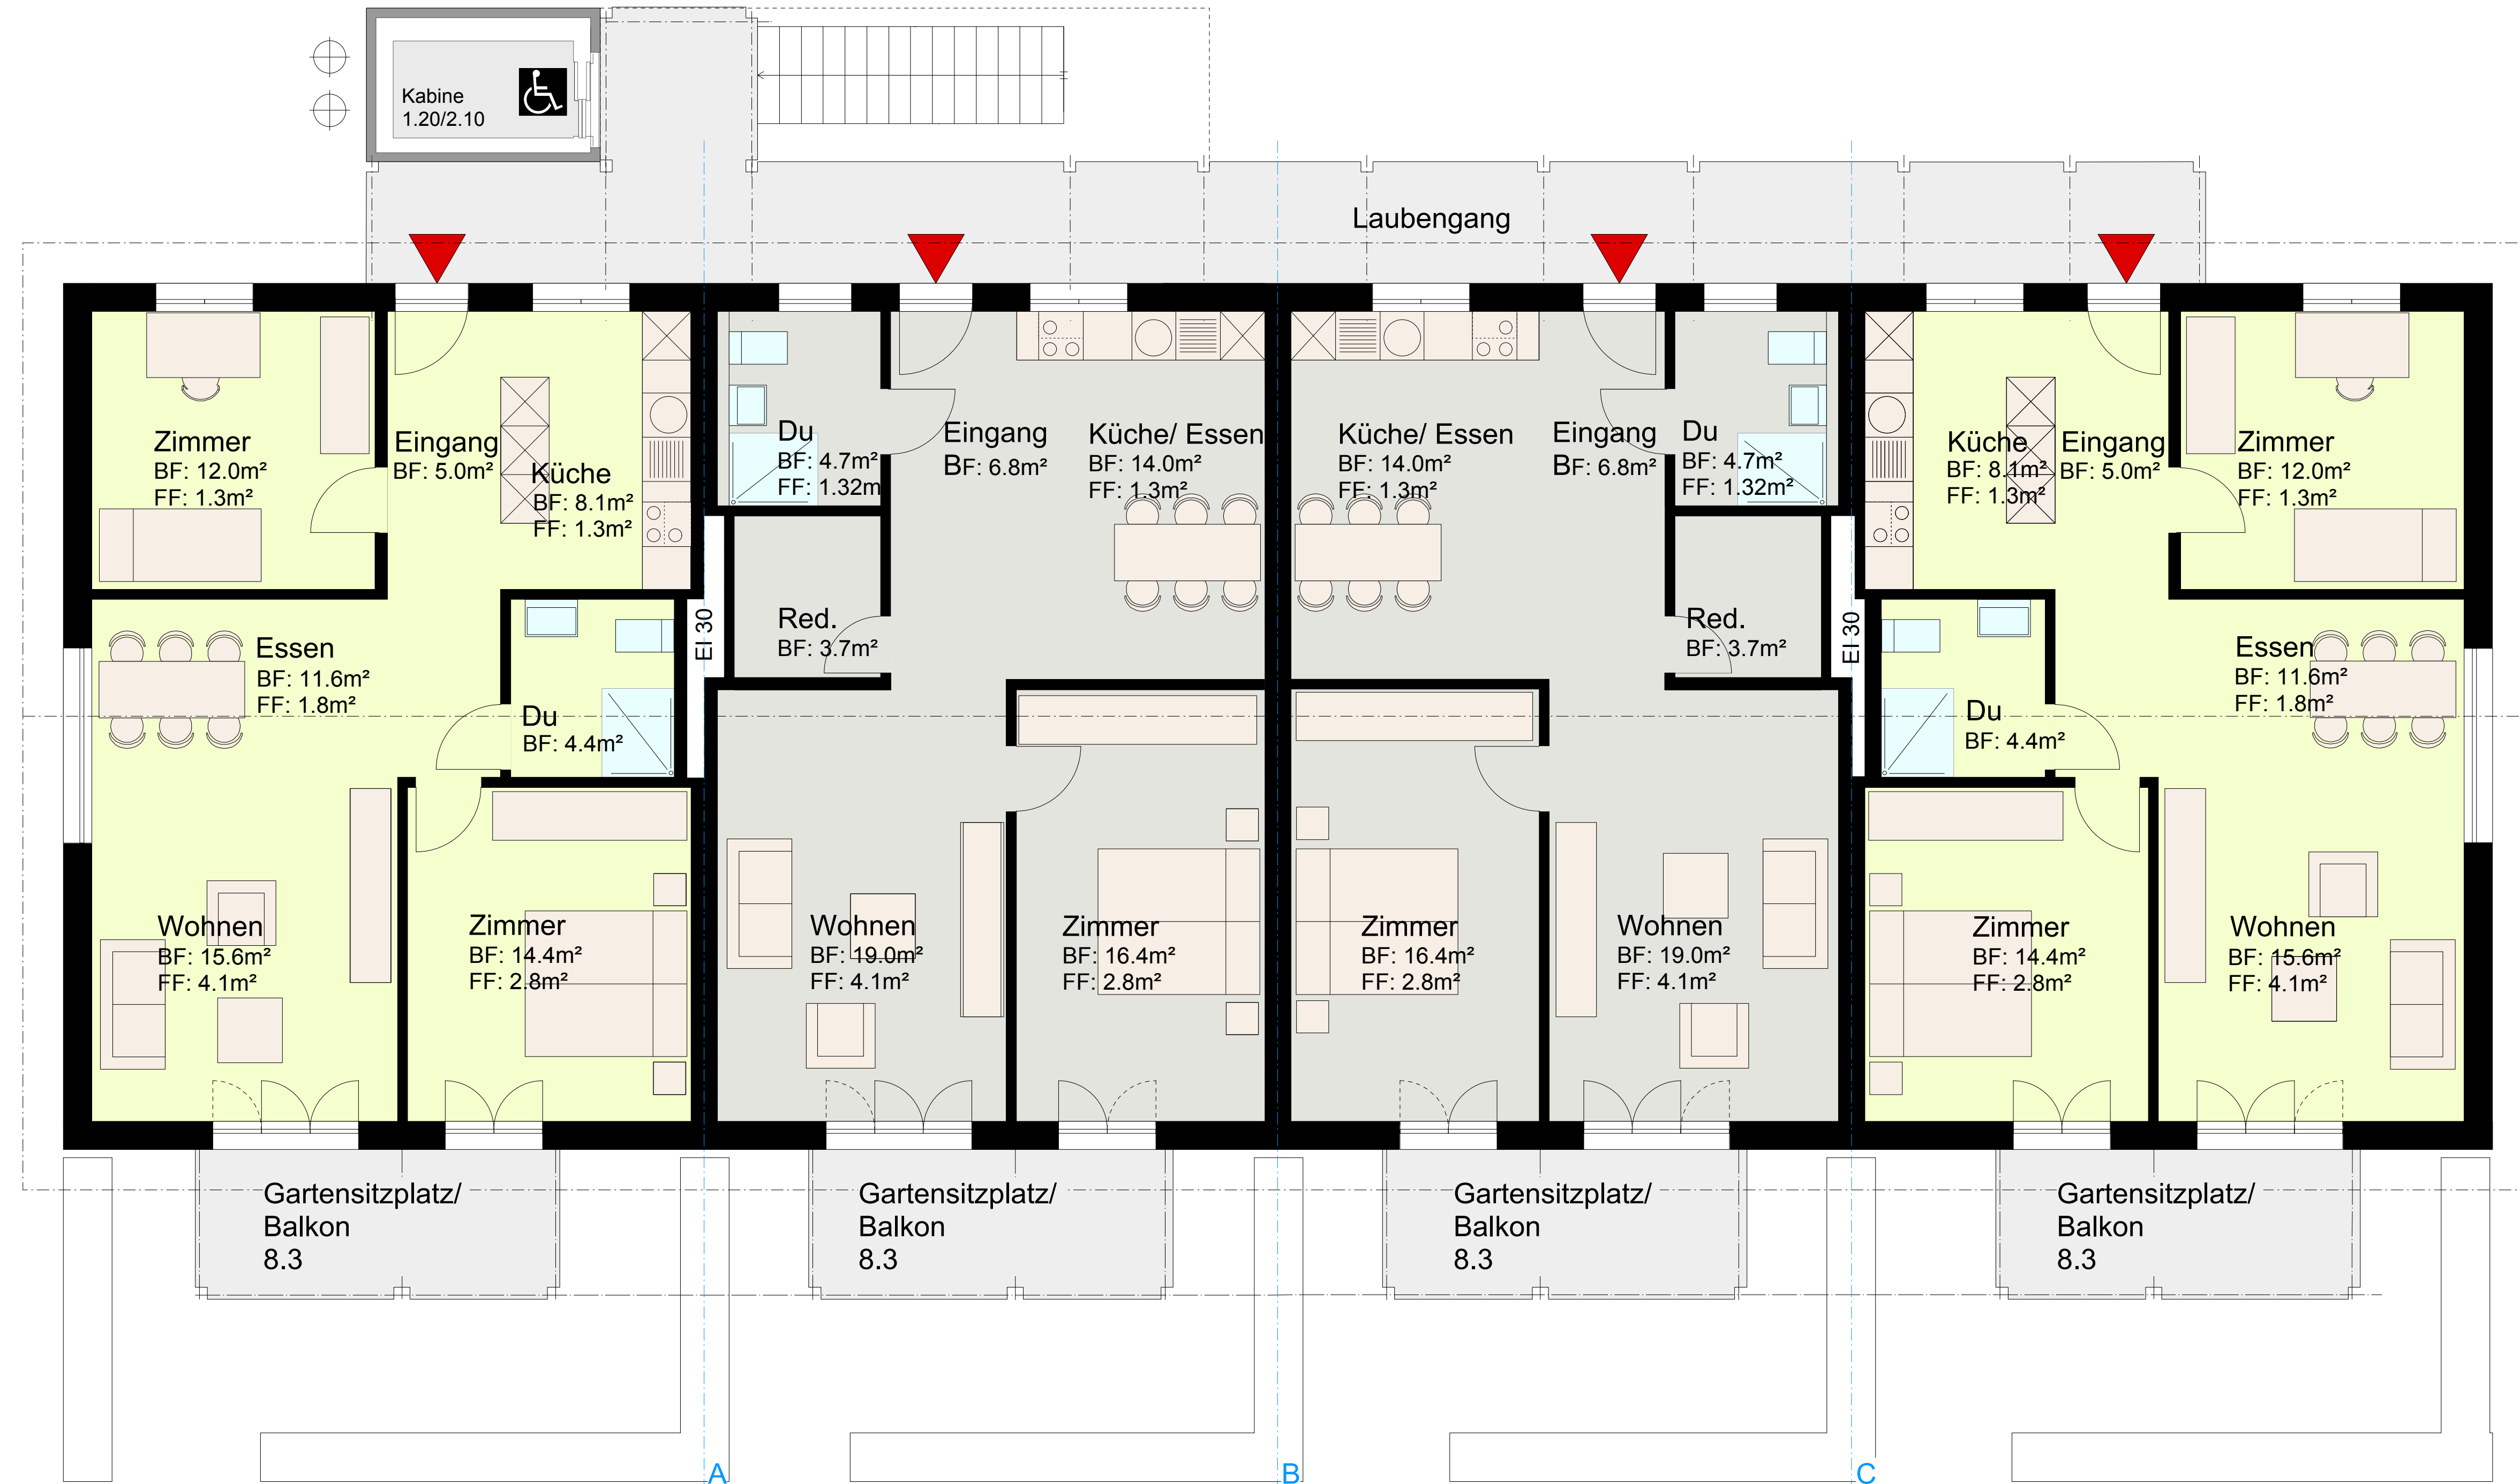 Kabine
1.20/2.10
Laubengang
Zimmer
BF: 12.0m²
FF: 1.3m²
Eingang
BF: 5.0m²
Küche
BF: 8.1m²
FF: 1.3m²
Du
BF: 4.7m²
FF: 1.32m
Eingang
BF: 6.8m²
Küche/ Essen
BF: 14.0m²
FF: 1.3m²
Küche/ Essen
BF: 14.0m²
FF: 1.3m²
Eingang
BF: 6.8m²
Du
BF: 4.7m²
FF: 1.32m²
Küche
BF: 8.1m²
FF: 1.3m²
Eingang
BF: 5.0m²
Zimmer
BF: 12.0m²
FF: 1.3m²
Essen
BF: 11.6m²
FF: 1.8m²
Du
BF: 4.4m²
EI 30
Red.
BF: 3.7m²
Red.
BF: 3.7m²
EI 30
Du
BF: 4.4m²
Essen
BF: 11.6m²
FF: 1.8m²
Wohnen
BF: 15.6m²
FF: 4.1m²
Zimmer
BF: 14.4m²
FF: 2.8m²
Wohnen
BF: 19.0m²
FF: 4.1m²
Zimmer
BF: 16.4m²
FF: 2.8m²
Zimmer
BF: 16.4m²
FF: 2.8m²
Wohnen
BF: 19.0m²
FF: 4.1m²
Zimmer
BF: 14.4m²
FF: 2.8m²
Wohnen
BF: 15.6m²
FF: 4.1m²
Gartensitzplatz/
Balkon
8.3
Gartensitzplatz/
Balkon
8.3
Gartensitzplatz/
Balkon
8.3
Gartensitzplatz/
Balkon
8.3
A
B
C